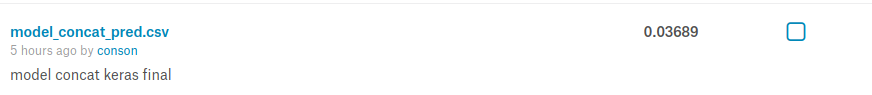 model_concat_pred.csv 0.03689
5 hours ago by conson
model concat keras final